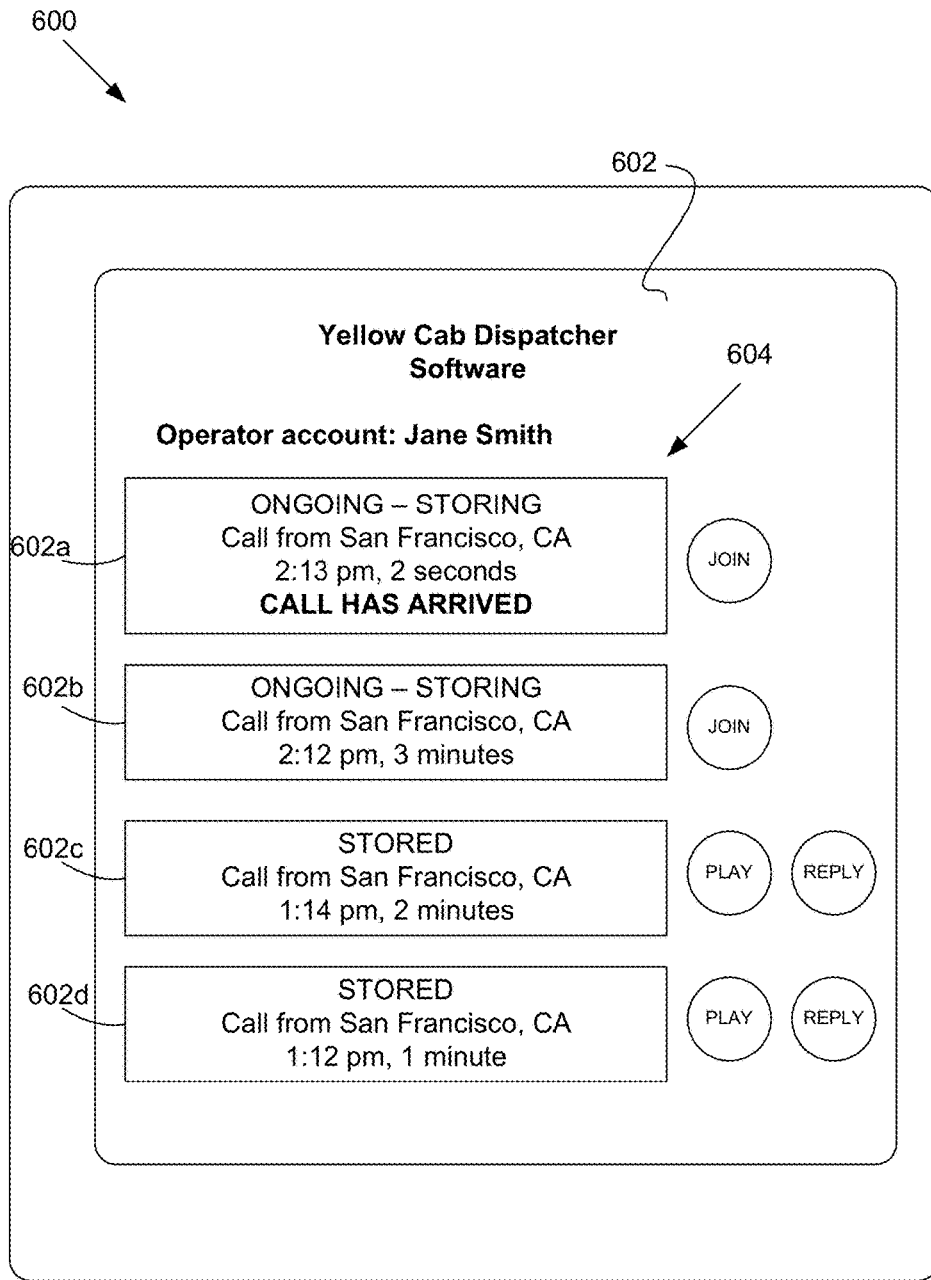 600
602
Yellow Cab Dispatcher
Software
604
Operator account: Jane Smith
602a
ONGOING – STORING
Call from San Francisco, CA
2:13 pm, 2 seconds
CALL HAS ARRIVED
JOIN
602b
ONGOING – STORING
Call from San Francisco, CA
2:12 pm, 3 minutes
JOIN
602c
STORED
Call from San Francisco, CA
1:14 pm, 2 minutes
PLAY
REPLY
602d
STORED
Call from San Francisco, CA
1:12 pm, 1 minute
PLAY
REPLY